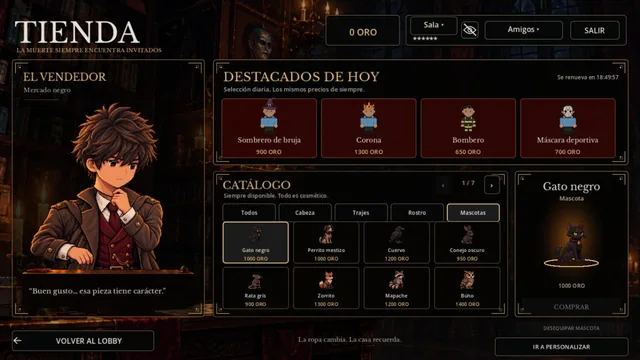 TIENDA
LA MUERTE SIEMPRE ENCUENTRA INVITADOS
0 ORO
Sala
******
Amigos
SALIR
EL VENDEDOR
Mercado negro
"Buen gusto... esa pieza tiene carácter."
DESTACADOS DE HOY
Selección diaria. Los mismos precios de siempre.
Se renueva en 18:49:57
Sombrero de bruja
900 ORO
Corona
1300 ORO
Bombero
650 ORO
Máscara deportiva
700 ORO
CATÁLOGO
Siempre disponible. Todo es cosmético.
1 / 7
Todos
Cabeza
Trajes
Rostro
Mascotas
Gato negro
1000 ORO
Perrito mestizo
1000 ORO
Cuervo
1200 ORO
Conejo oscuro
950 ORO
Rata gris
900 ORO
Zorrito
1300 ORO
Mapache
1200 ORO
Búho
1400 ORO
Gato negro
Mascota
1000 ORO
COMPRAR
DESEQUIPAR MASCOTA
IR A PERSONALIZAR
VOLVER AL LOBBY
La ropa cambia. La casa recuerda.